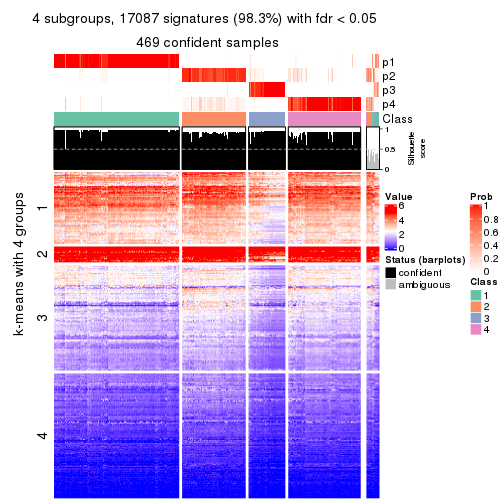 4 subgroups, 17087 signatures (98.3%) with fdr < 0.05
469 confident samples
p1
p2
p3
p4
Class
1
0.5
0
Silhouette
score
k-means with 4 groups
1
2
3
4
Value
6
4
2
0
Status (barplots)
confident
ambiguous
Prob
1
0.8
0.6
0.4
0.2
0
Class
1
2
3
4